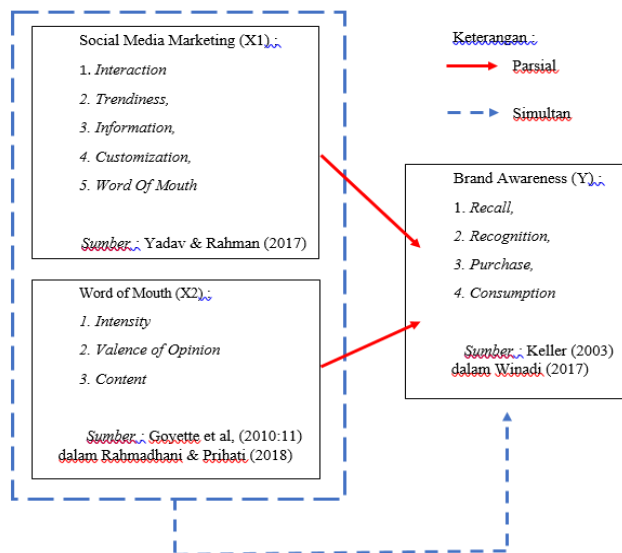 Social Media Marketing (X1) :
1. Interaction
2. Trendiness,
3. Information,
4. Customization,
5. Word Of Mouth
Sumber : Yadav & Rahman (2017)
Word of Mouth (X2) :
1. Intensity
2. Valence of Opinion
3. Content
Sumber : Goyette et al, (2010:11)
dalam Rahmadhani & Prihati (2018)
Keterangan :
Parsial
Simultan
Brand Awareness (Y) :
1. Recall,
2. Recognition,
3. Purchase,
4. Consumption
Sumber : Keller (2003)
dalam Winadi (2017)